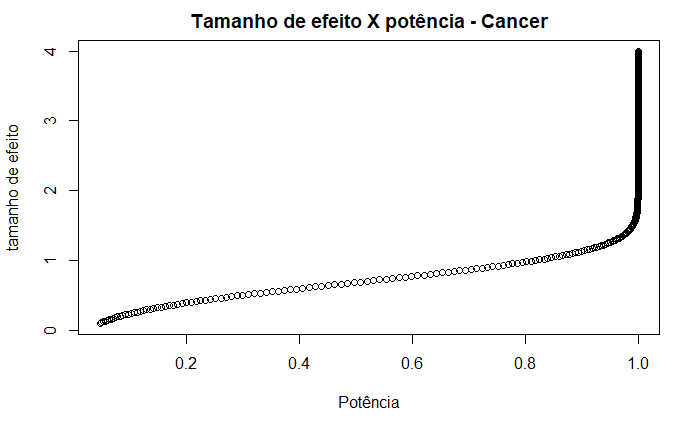 Tamanho de efeito X potência - Cancer
tamanho de efeito
4
3
2
1
0
0.2 0.4 0.6 0.8 1.0
Potência